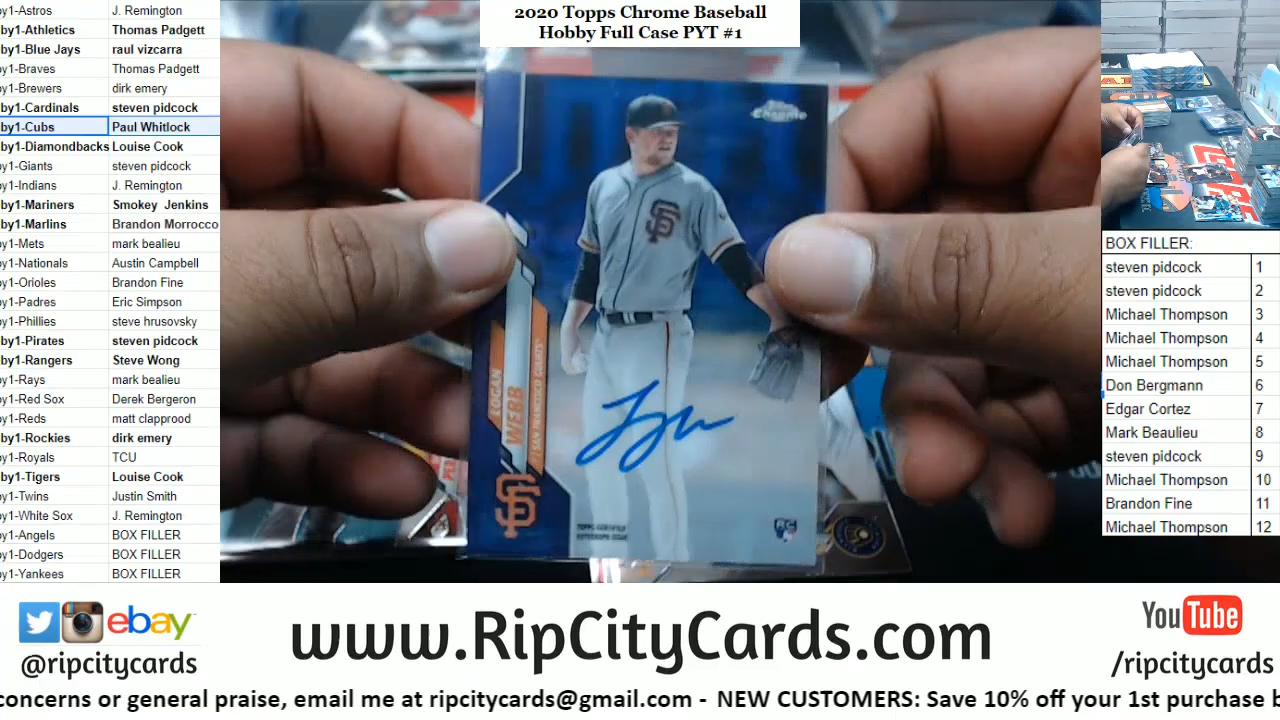 2020 Topps Chrome Baseball
Hobby Full Case PYT #1
by1-Astros J. Remington
by1-Athletics Thomas Padgett
by1-Blue Jays raul vizcarra
by1-Braves Thomas Padgett
by1-Brewers dirk emery
by1-Cardinals steven pidcock
by1-Cubs Paul Whitlock
by1-Diamondbacks Louise Cook
by1-Giants steven pidcock
by1-Indians J. Remington
by1-Mariners Smokey Jenkins
by1-Marlins Brandon Morrocco
by1-Mets mark bealieu
by1-Nationals Austin Campbell
by1-Orioles Brandon Fine
by1-Padres Eric Simpson
by1-Phillies steve hrusovsky
by1-Pirates steven pidcock
by1-Rangers Steve Wong
by1-Rays mark bealieu
by1-Red Sox Derek Bergeron
by1-Reds matt clapprood
by1-Rockies dirk emery
by1-Royals TCU
by1-Tigers Louise Cook
by1-Twins Justin Smith
by1-White Sox J. Remington
by1-Angels BOX FILLER
by1-Dodgers BOX FILLER
by1-Yankees BOX FILLER
Topps
Chrome
SF
LOGAN
WEBB
SAN FRANCISCO GIANTS
SF
TOPPS CERTIFIED
AUTOGRAPH ISSUE
RC
BOX FILLER:
steven pidcock 1
steven pidcock 2
Michael Thompson 3
Michael Thompson 4
Michael Thompson 5
Don Bergmann 6
Edgar Cortez 7
Mark Beaulieu 8
steven pidcock 9
Michael Thompson 10
Brandon Fine 11
Michael Thompson 12
ebay
@ripcitycards
www.RipCityCards.com
YouTube
/ripcitycards
concerns or general praise, email me at ripcitycards@gmail.com - NEW CUSTOMERS: Save 10% off your 1st purchase b